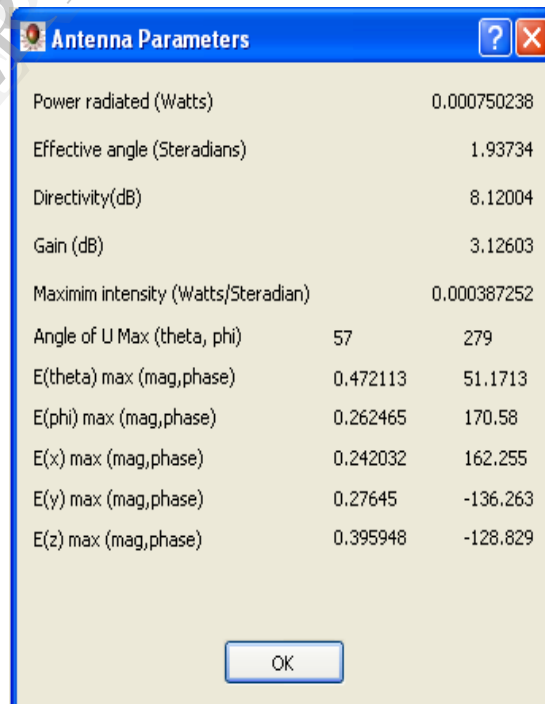 Antenna Parameters
Power radiated (Watts) 0.000750238
Effective angle (Steradians) 1.93734
Directivity(dB) 8.12004
Gain (dB) 3.12603
Maximim intensity (Watts/Steradian) 0.000387252
Angle of U Max (theta, phi) 57 279
E(theta) max (mag,phase) 0.472113 51.1713
E(phi) max (mag,phase) 0.262465 170.58
E(x) max (mag,phase) 0.242032 162.255
E(y) max (mag,phase) 0.27645 -136.263
E(z) max (mag,phase) 0.395948 -128.829
OK